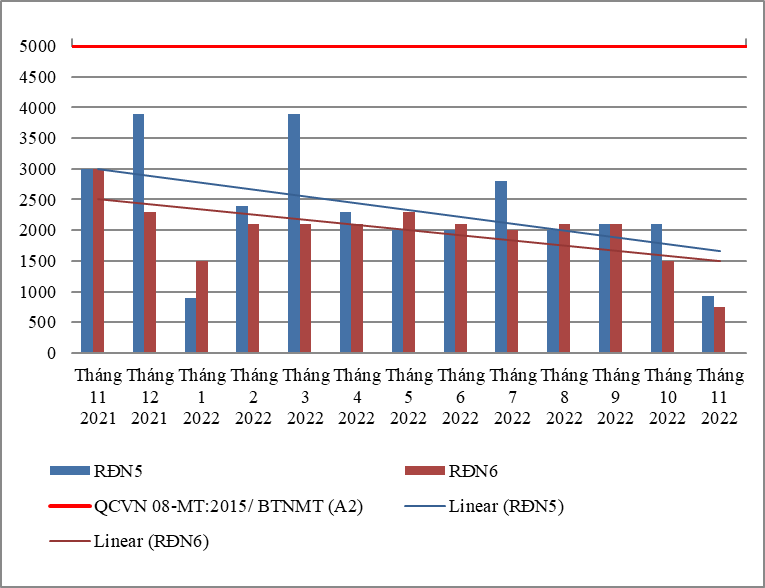 5000
4500
4000
3500
3000
2500
2000
1500
1000
500
0
Tháng Tháng Tháng Tháng Tháng Tháng Tháng Tháng Tháng Tháng Tháng Tháng Tháng
11 12 1 2 3 4 5 6 7 8 9 10 11
2021 2021 2022 2022 2022 2022 2022 2022 2022 2022 2022 2022 2022
RĐN5 RĐN6
QCVN 08-MT:2015/ BTNMT (A2) Linear (RĐN5)
Linear (RĐN6)